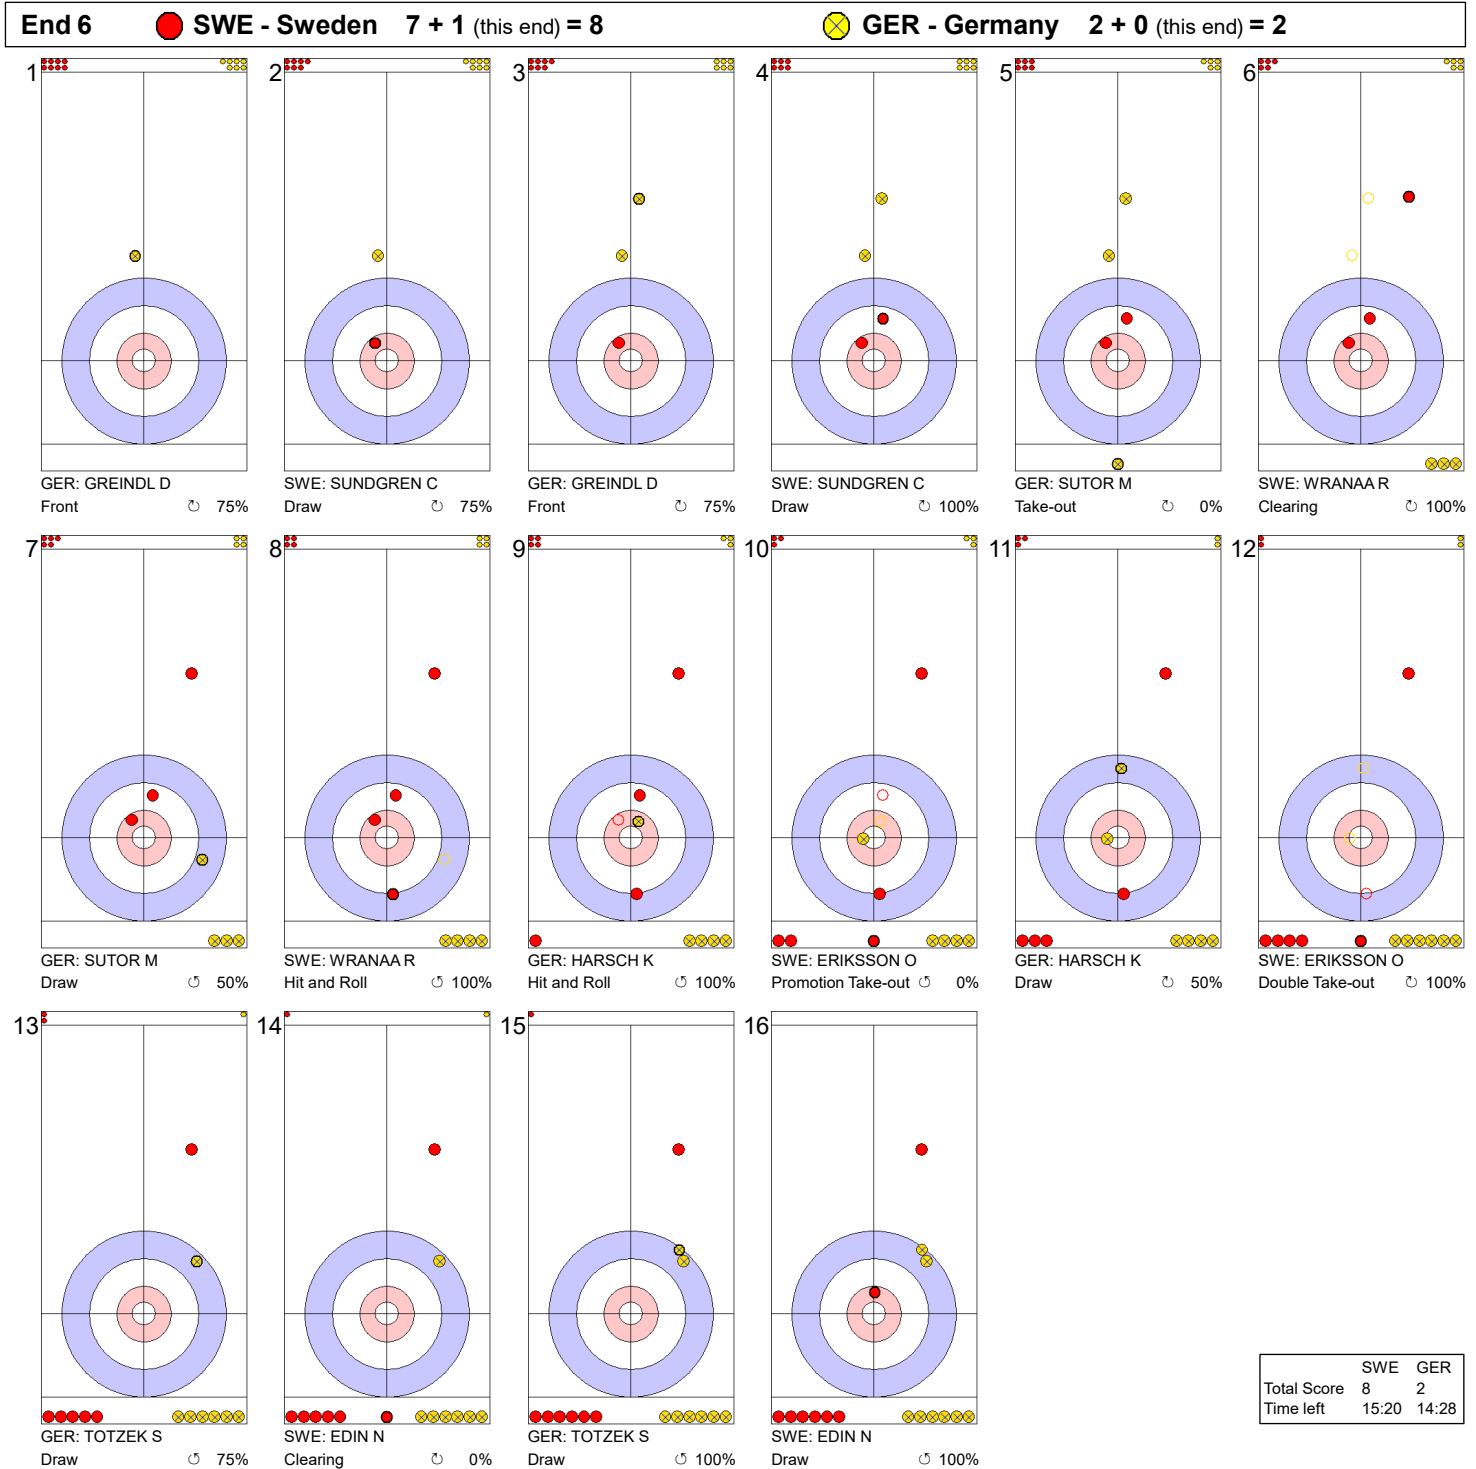 End 6 SWE - Sweden 7 + 1 (this end) = 8 GER - Germany 2 + 0 (this end) = 2
1 2 3 4 5 6
GER: GREINDL D SWE: SUNDGREN C GER: GREINDL D SWE: SUNDGREN C GER: SUTOR M SWE: WRANAA R
Front ↻ 75% Draw ↻ 75% Front ↻ 75% Draw ↻ 100% Take-out ↻ 0% Clearing ↻ 100%
7 8 9 10 11 12
GER: SUTOR M SWE: WRANAA R GER: HARSCH K SWE: ERIKSSON O GER: HARSCH K SWE: ERIKSSON O
Draw ↺ 50% Hit and Roll ↺ 100% Hit and Roll ↺ 100% Promotion Take-out ↺ 0% Draw ↻ 50% Double Take-out ↻ 100%
13 14 15 16
GER: TOTZEK S SWE: EDIN N GER: TOTZEK S SWE: EDIN N
Draw ↺ 75% Clearing ↺ 0% Draw ↺ 100% Draw ↺ 100%
SWE GER
Total Score 8 2
Time left 15:20 14:28